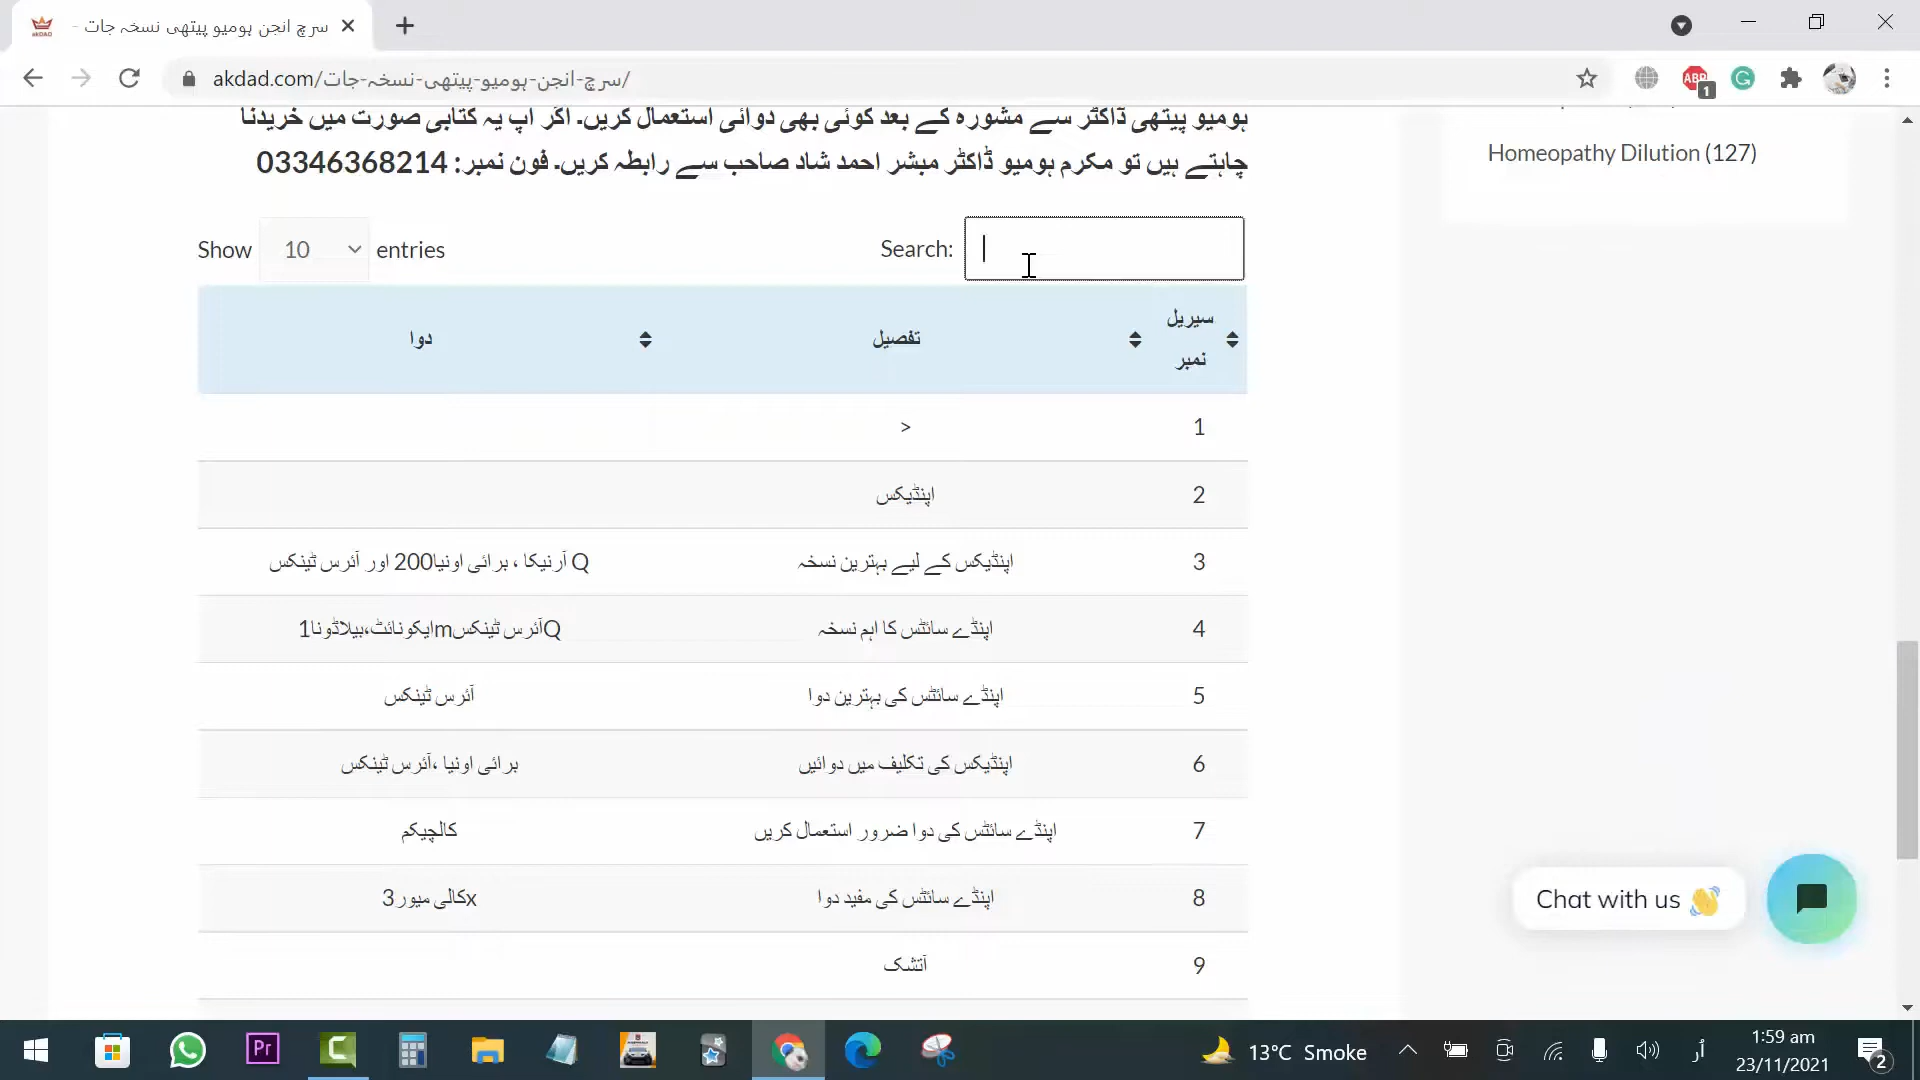 سرچ انجن ہومیو پیتھی نسخہ جات -
akdad.com/سرچ-انجن-ہومیو-پیتھی-نسخہ-جات/
ABP 1
ہومیو پیتھی ڈاکٹر سے مشورہ کے بعد کوئی بھی دوائی استعمال کریں۔ اگر آپ یہ کتابی صورت میں خریدنا
چاہتے ہیں تو مکرم ہومیو ڈاکٹر مبشر احمد شاد صاحب سے رابطہ کریں۔ فون نمبر: 03346368214
Homeopathy Dilution (127)
Show 10 entries
Search:
سیریل نمبر تفصیل دوا
1 >
2 اپنڈیکس
3 اپنڈیکس کے لیے بہترین نسخہ Q آرنیکا ، برائی اونیا200 اور آئرس ٹینکس
4 اپنڈے سائٹس کا اہم نسخہ Qآئرس ٹینکسmایکونائٹ،بیلاڈونا1
5 اپنڈے سائٹس کی بہترین دوا آئرس ٹینکس
6 اپنڈیکس کی تکلیف میں دوائیں برائی اونیا ،آئرس ٹینکس
7 اپنڈے سائٹس کی دوا ضرور استعمال کریں کالچیکم
8 اپنڈے سائٹس کی مفید دوا xکالی میور3
9 آتشک
Chat with us 👋
Pr
13°C Smoke
اُر
1:59 am
23/11/2021
2